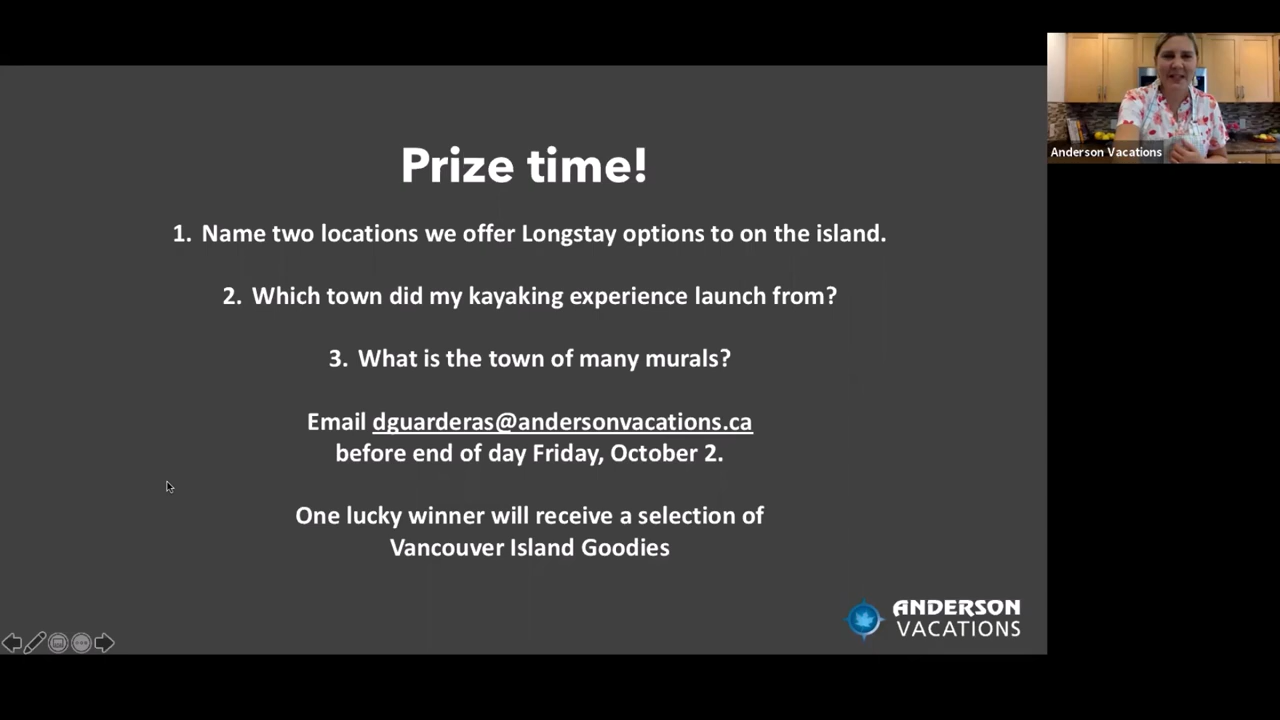 Prize time!
1. Name two locations we offer Longstay options to on the island.
2. Which town did my kayaking experience launch from?
3. What is the town of many murals?
Email dguarderas@andersonvacations.ca
before end of day Friday, October 2.
One lucky winner will receive a selection of
Vancouver Island Goodies
ANDERSON
VACATIONS
Anderson Vacations